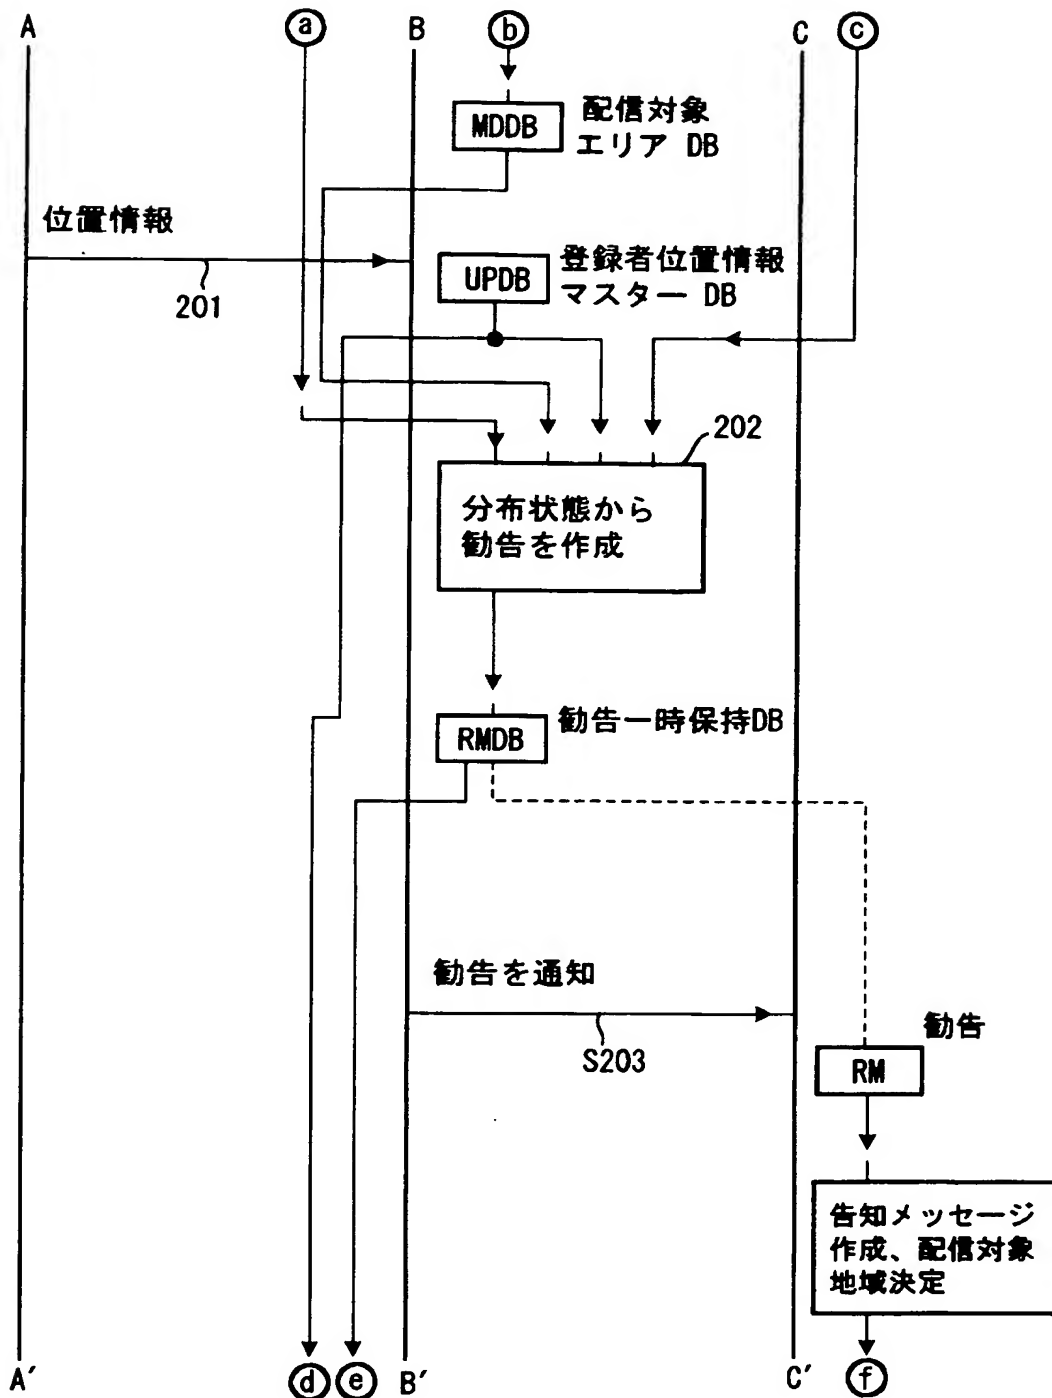 A
a
B
b
C
c
MDDB
配信対象
エリア DB
位置情報
201
UPDB
登録者位置情報
マスター DB
202
分布状態から
勧告を作成
RMDB
勧告一時保持DB
勧告を通知
S203
勧告
RM
告知メッセージ
作成、配信対象
地域決定
A'
d
e
B'
C'
f